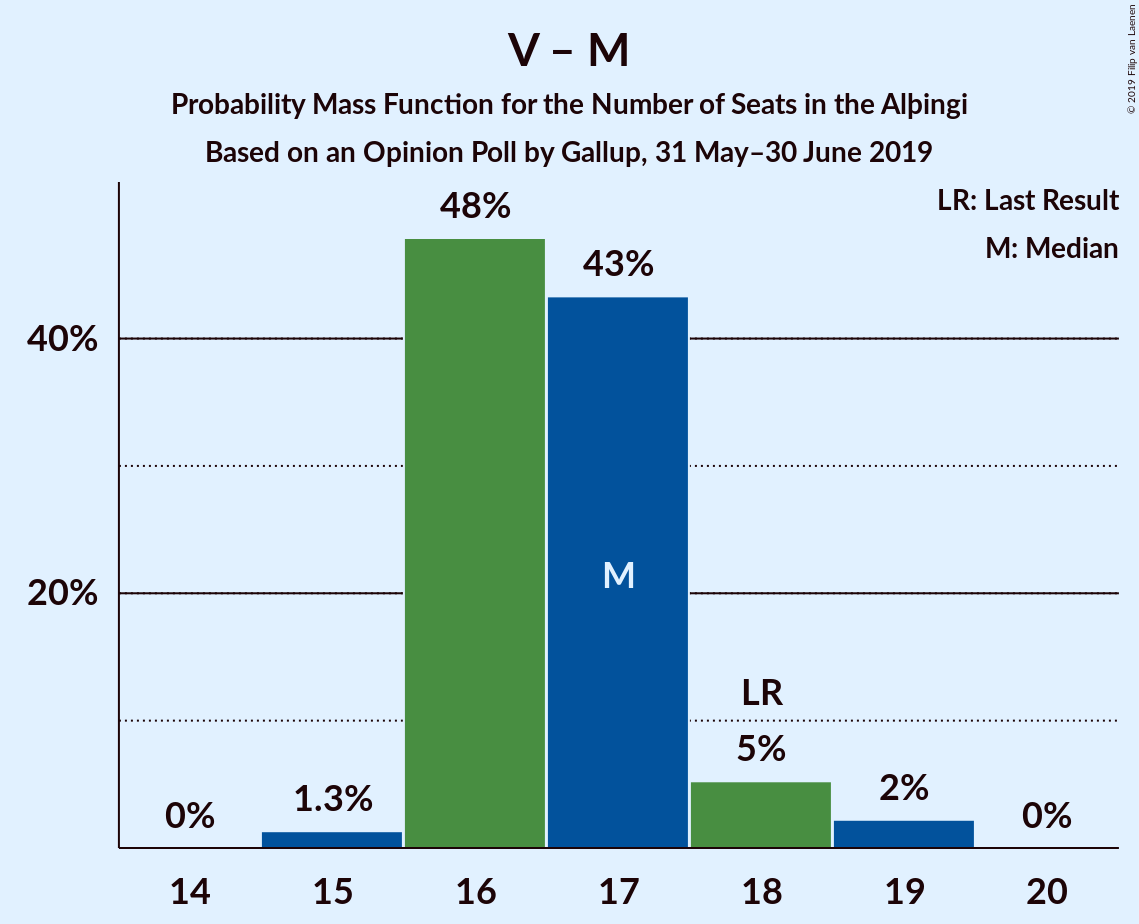 V – M
Probability Mass Function for the Number of Seats in the Alþingi
Based on an Opinion Poll by Gallup, 31 May–30 June 2019
© 2019 Filip van Laenen
LR: Last Result
M: Median
48%
43%
40%
M
20%
LR
5%
2%
1.3%
0%
0%
14 15 16 17 18 19 20